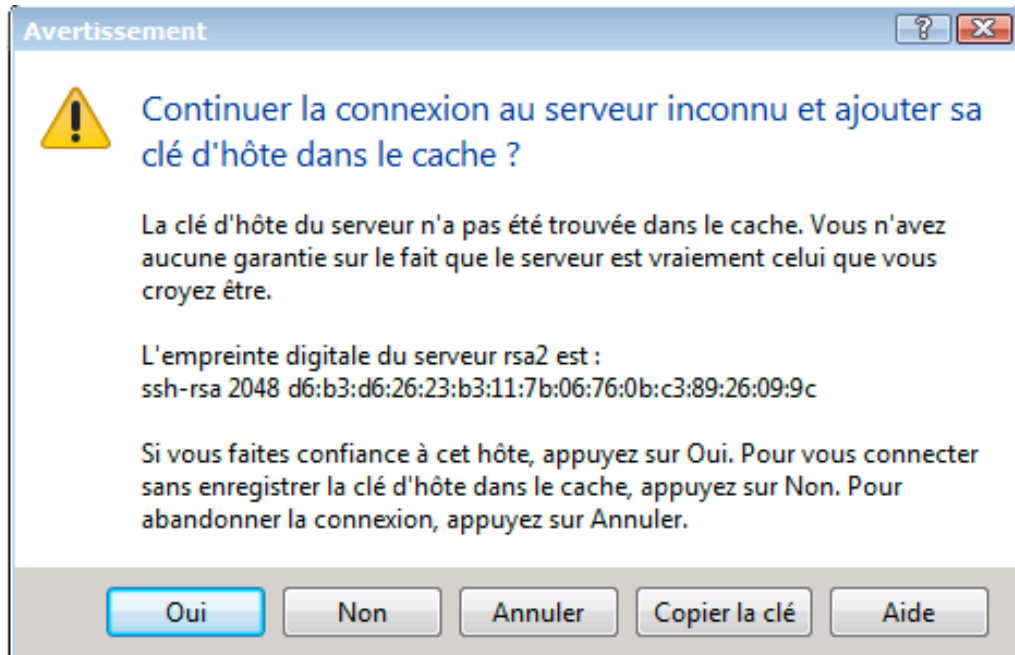 Avertissement
Continuer la connexion au serveur inconnu et ajouter sa
clé d'hôte dans le cache ?
La clé d'hôte du serveur n'a pas été trouvée dans le cache. Vous n'avez
aucune garantie sur le fait que le serveur est vraiement celui que vous
croyez être.
L'empreinte digitale du serveur rsa2 est :
ssh-rsa 2048 d6:b3:d6:26:23:b3:11:7b:06:76:0b:c3:89:26:09:9c
Si vous faites confiance à cet hôte, appuyez sur Oui. Pour vous connecter
sans enregistrer la clé d'hôte dans le cache, appuyez sur Non. Pour
abandonner la connexion, appuyez sur Annuler.
Oui Non Annuler Copier la clé Aide